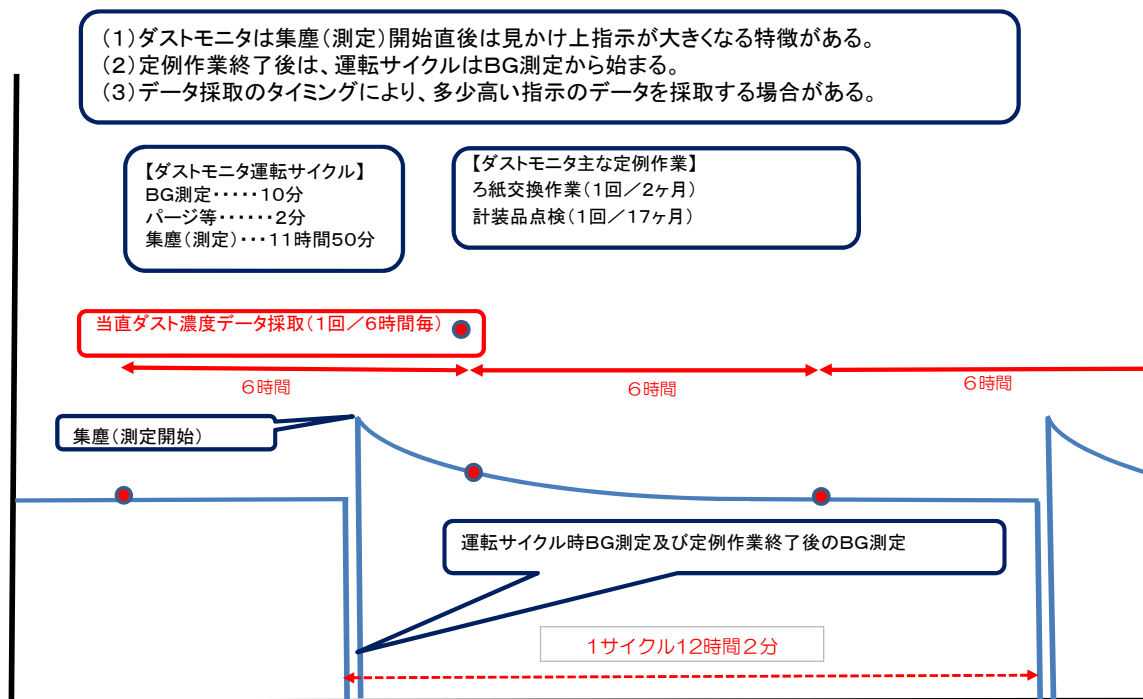 (1)ダストモニタは集塵(測定)開始直後は見かけ上指示が大きくなる特徴がある。
(2)定例作業終了後は、運転サイクルはBG測定から始まる。
(3)データ採取のタイミングにより、多少高い指示のデータを採取する場合がある。
【ダストモニタ運転サイクル】
BG測定・・・・・10分
パージ等・・・・・・2分
集塵(測定)・・・11時間50分
【ダストモニタ主な定例作業】
ろ紙交換作業(1回/2ヶ月)
計装品点検(1回/17ヶ月)
当直ダスト濃度データ採取(1回/6時間毎)
6時間
6時間
6時間
集塵(測定開始)
運転サイクル時BG測定及び定例作業終了後のBG測定
1サイクル12時間2分